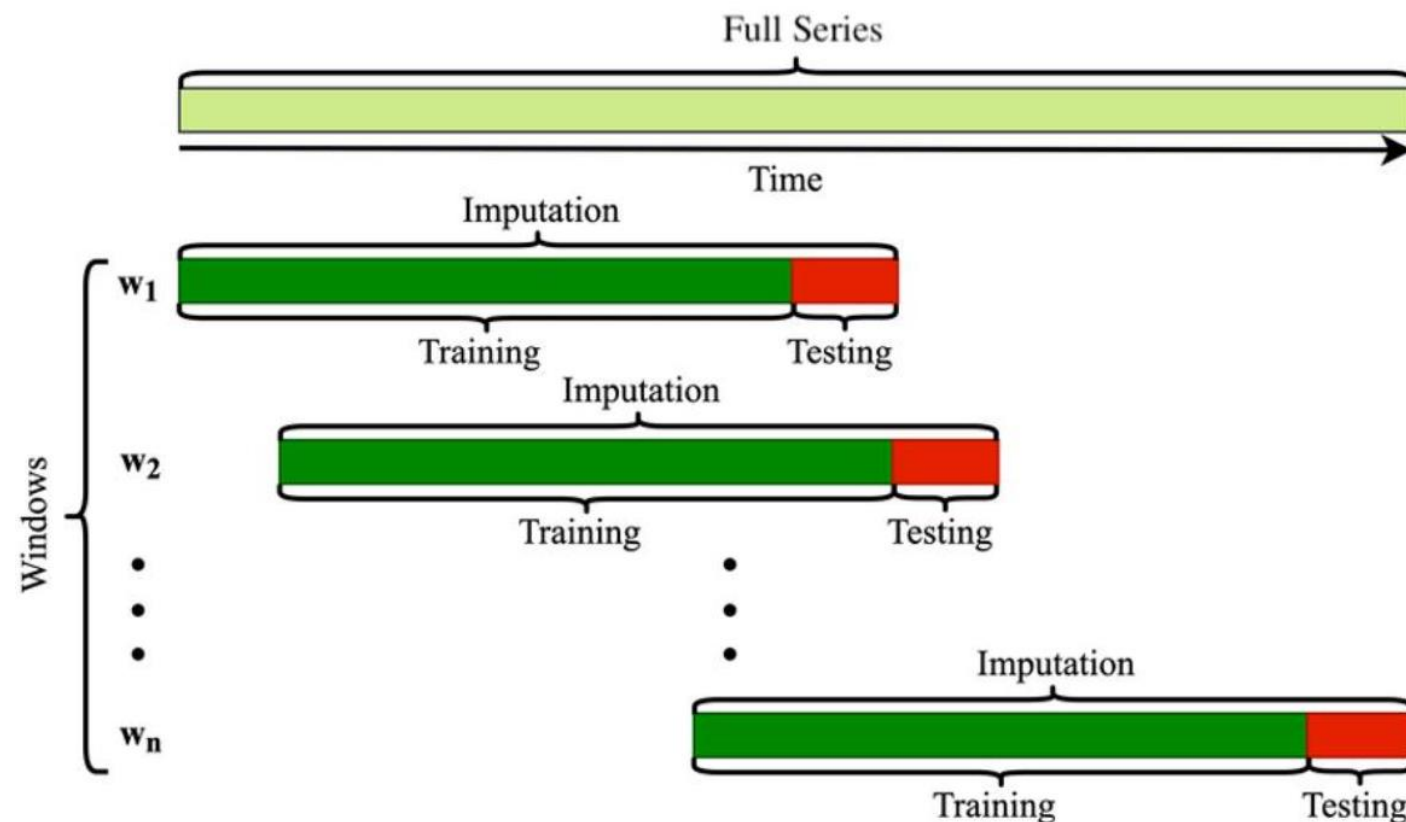 Full Series
Time
Imputation
w1
Training Testing
Imputation
w2
Training Testing
Windows
Imputation
wn
Training Testing